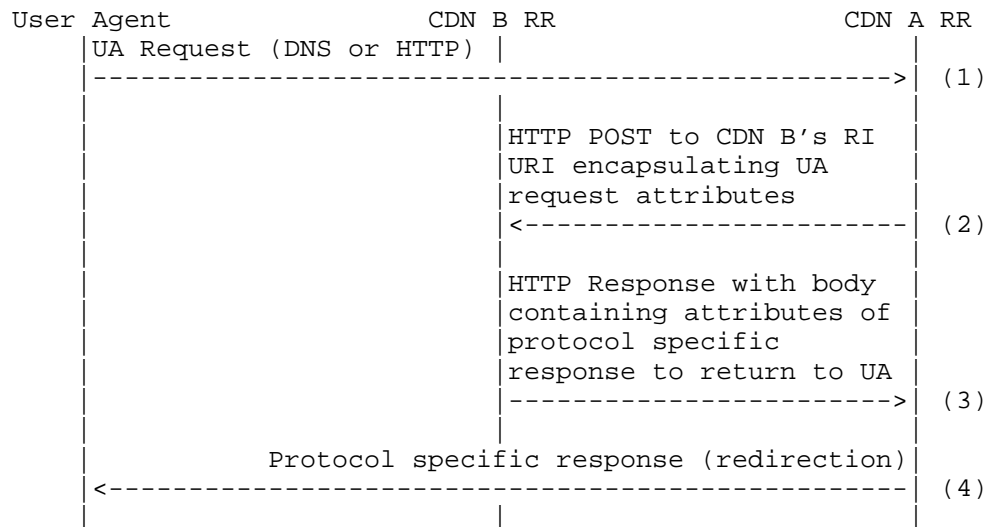 User Agent CDN B RR CDN A RR
UA Request (DNS or HTTP)
(1)
HTTP POST to CDN B's RI
URI encapsulating UA
request attributes
(2)
HTTP Response with body
containing attributes of
protocol specific
response to return to UA
(3)
Protocol specific response (redirection)
(4)